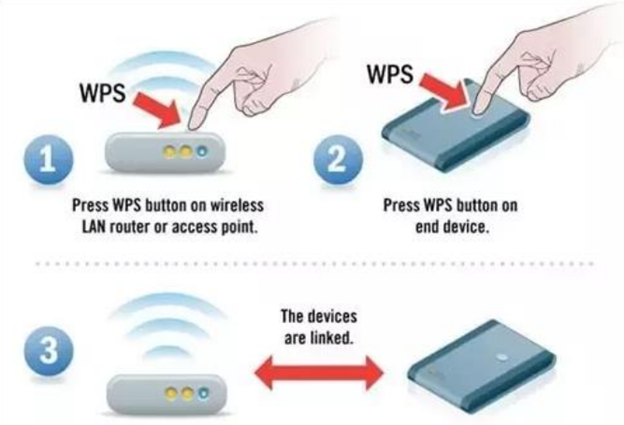 WPS
1
Press WPS button on wireless
LAN router or access point.
WPS
2
Press WPS button on
end device.
3
The devices
are linked.